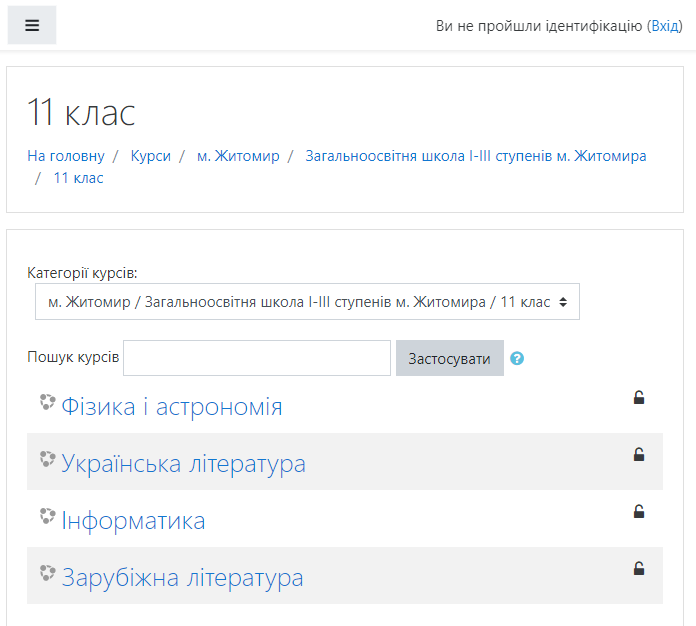 Ви не пройшли ідентифікацію (Вхід)
11 клас
На головну / Курси / м. Житомир / Загальноосвітня школа І-ІІІ ступенів м. Житомира
/ 11 клас
Категорії курсів:
м. Житомир / Загальноосвітня школа І-ІІІ ступенів м. Житомира / 11 клас
Пошук курсів Застосувати ?
Фізика і астрономія
Українська література
Інформатика
Зарубіжна література